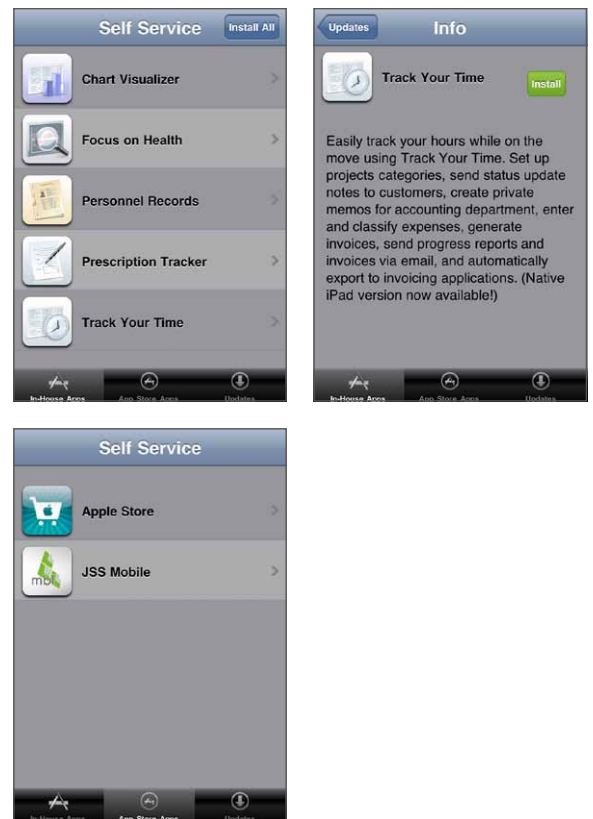 Self Service
Install All
Chart Visualizer
Focus on Health
Personnel Records
Prescription Tracker
Track Your Time
In-House Apps
App Store Apps
Updates
Updates
Info
Track Your Time
Install
Easily track your hours while on the
move using Track Your Time. Set up
projects categories, send status update
notes to customers, create private
memos for accounting department, enter
and classify expenses, generate
invoices, send progress reports and
invoices via email, and automatically
export to invoicing applications. (Native
iPad version now available!)
In-House Apps
App Store Apps
Updates
Self Service
Apple Store
mbl
JSS Mobile
In-House Apps
App Store Apps
Updates